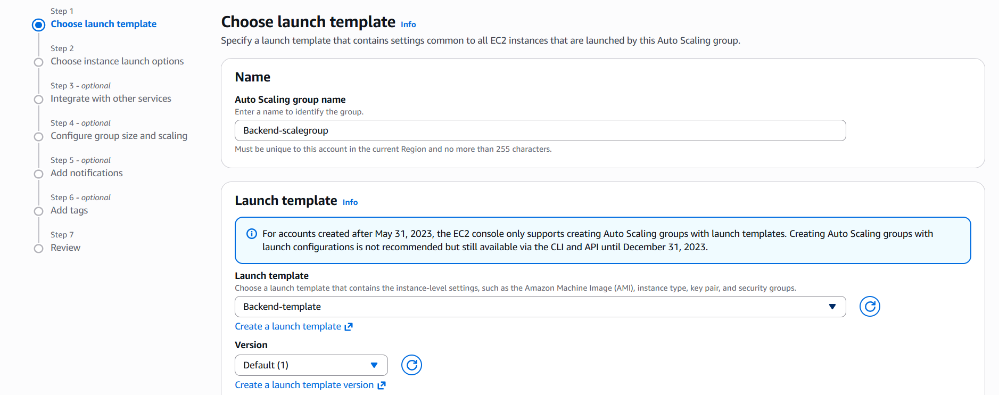 Step 1
Choose launch template
Step 2
Choose instance launch options
Step 3 - optional
Integrate with other services
Step 4 - optional
Configure group size and scaling
Step 5 - optional
Add notifications
Step 6 - optional
Add tags
Step 7
Review
Choose launch template Info
Specify a launch template that contains settings common to all EC2 instances that are launched by this Auto Scaling group.
Name
Auto Scaling group name
Enter a name to identify the group.
Backend-scalegroup
Must be unique to this account in the current Region and no more than 255 characters.
Launch template Info
For accounts created after May 31, 2023, the EC2 console only supports creating Auto Scaling groups with launch templates. Creating Auto Scaling groups with
launch configurations is not recommended but still available via the CLI and API until December 31, 2023.
Launch template
Choose a launch template that contains the instance-level settings, such as the Amazon Machine Image (AMI), instance type, key pair, and security groups.
Backend-template
Create a launch template
Version
Default (1)
Create a launch template version